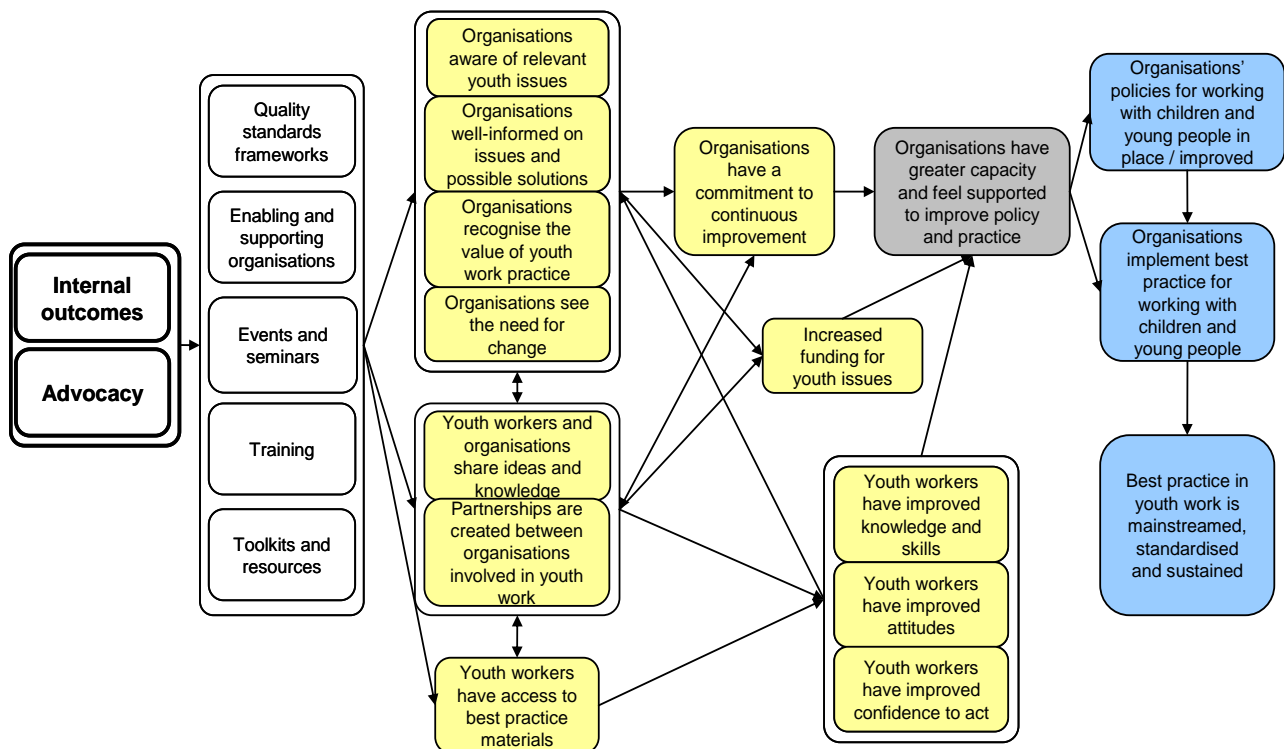 Internal
outcomes
Advocacy
Quality
standards
frameworks
Enabling and
supporting
organisations
Events and
seminars
Training
Toolkits and
resources
Organisations
aware of relevant
youth issues
Organisations
well-informed on
issues and
possible solutions
Organisations
recognise the
value of youth
work practice
Organisations see
the need for
change
Youth workers and
organisations
share ideas and
knowledge
Partnerships are
created between
organisations
involved in youth
work
Youth workers
have access to
best practice
materials
Organisations
have a
commitment to
continuous
improvement
Increased
funding for
youth issues
Youth workers
have improved
knowledge and
skills
Youth workers
have improved
attitudes
Youth workers
have improved
confidence to act
Organisations have
greater capacity
and feel supported
to improve policy
and practice
Organisations’
policies for working
with children and
young people in
place / improved
Organisations
implement best
practice for
working with
children and
young people
Best practice in
youth work is
mainstreamed,
standardised
and sustained